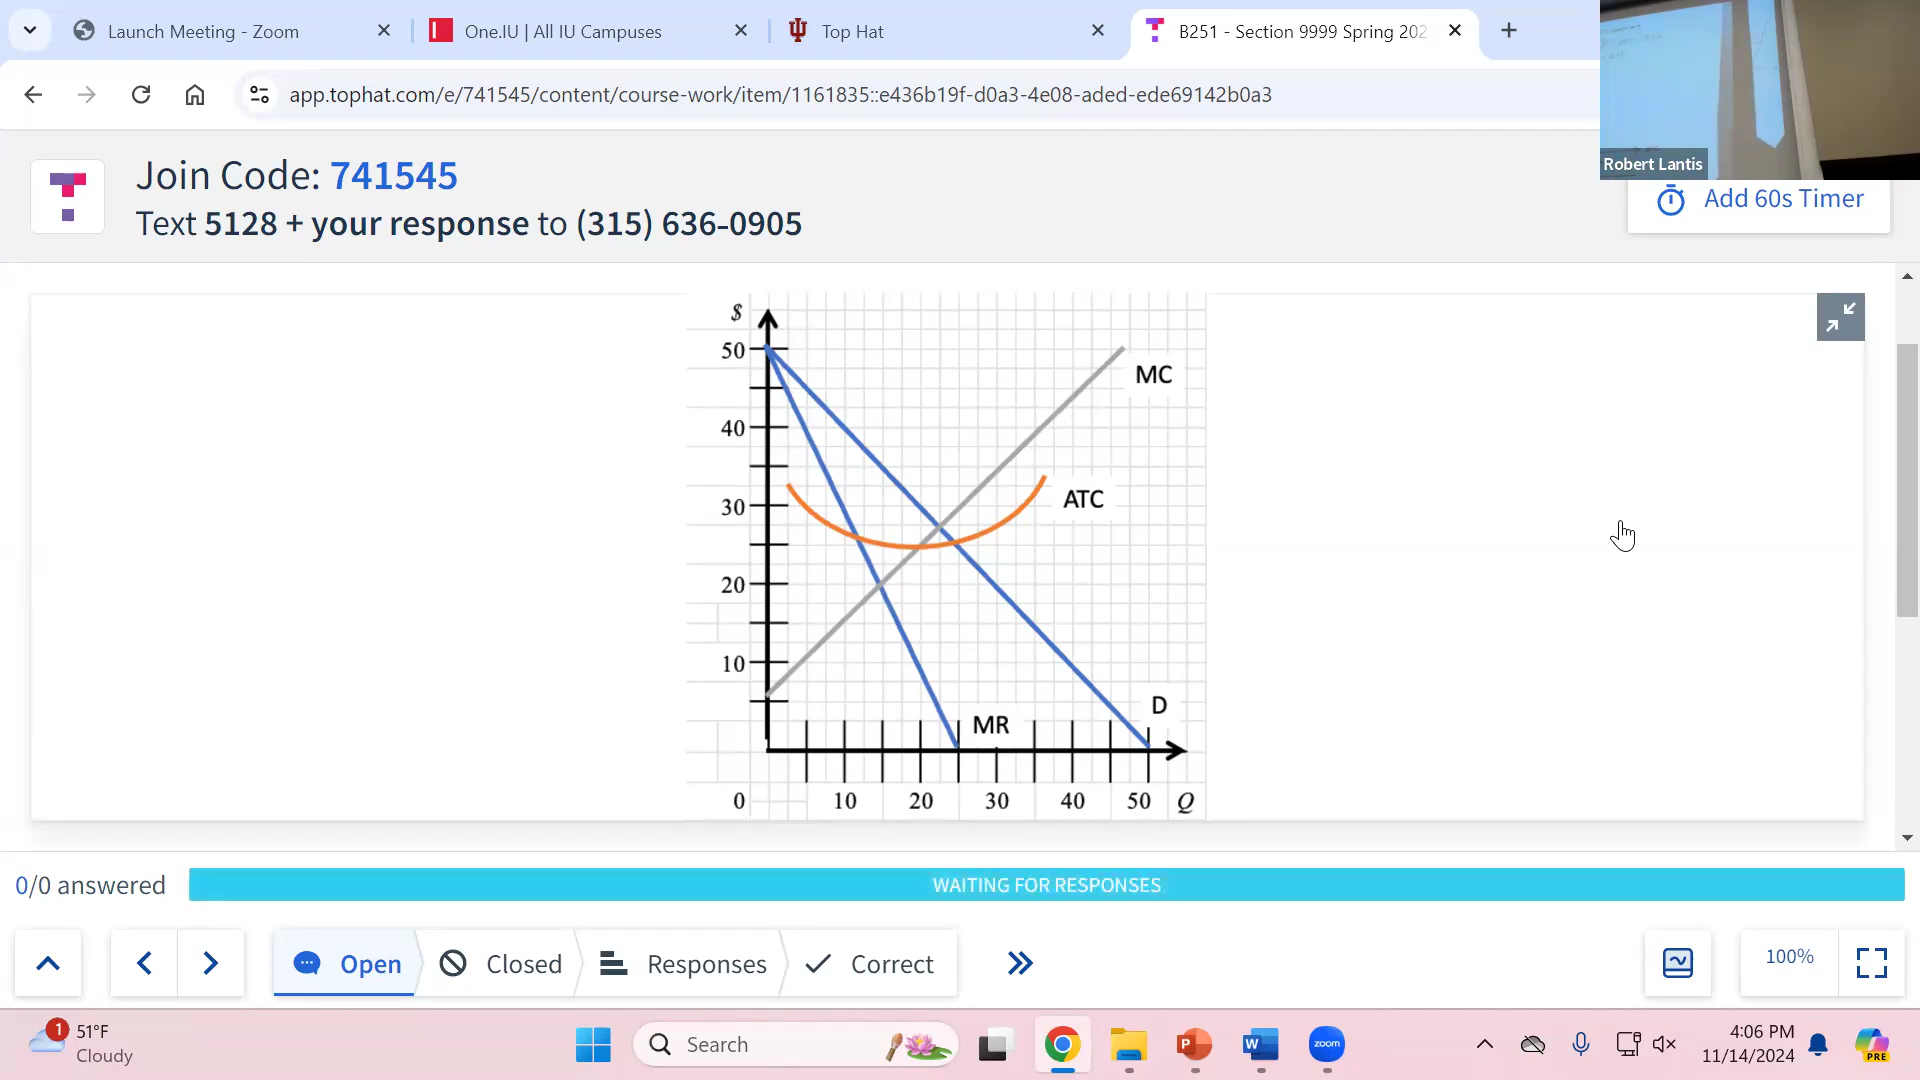 Launch Meeting - Zoom
One.IU | All IU Campuses
Top Hat
B251 - Section 9999 Spring 202
app.tophat.com/e/741545/content/course-work/item/1161835::e436b19f-d0a3-4e08-aded-ede69142b0a3
Robert Lantis
Join Code: 741545
Text 5128 + your response to (315) 636-0905
Add 60s Timer
$
50
40
30
20
10
MC
ATC
D
MR
0 10 20 30 40 50 Q
0/0 answered
WAITING FOR RESPONSES
Open
Closed
Responses
Correct
100%
1
51°F
Cloudy
Search
P
W
zoom
4:06 PM
11/14/2024
PRE